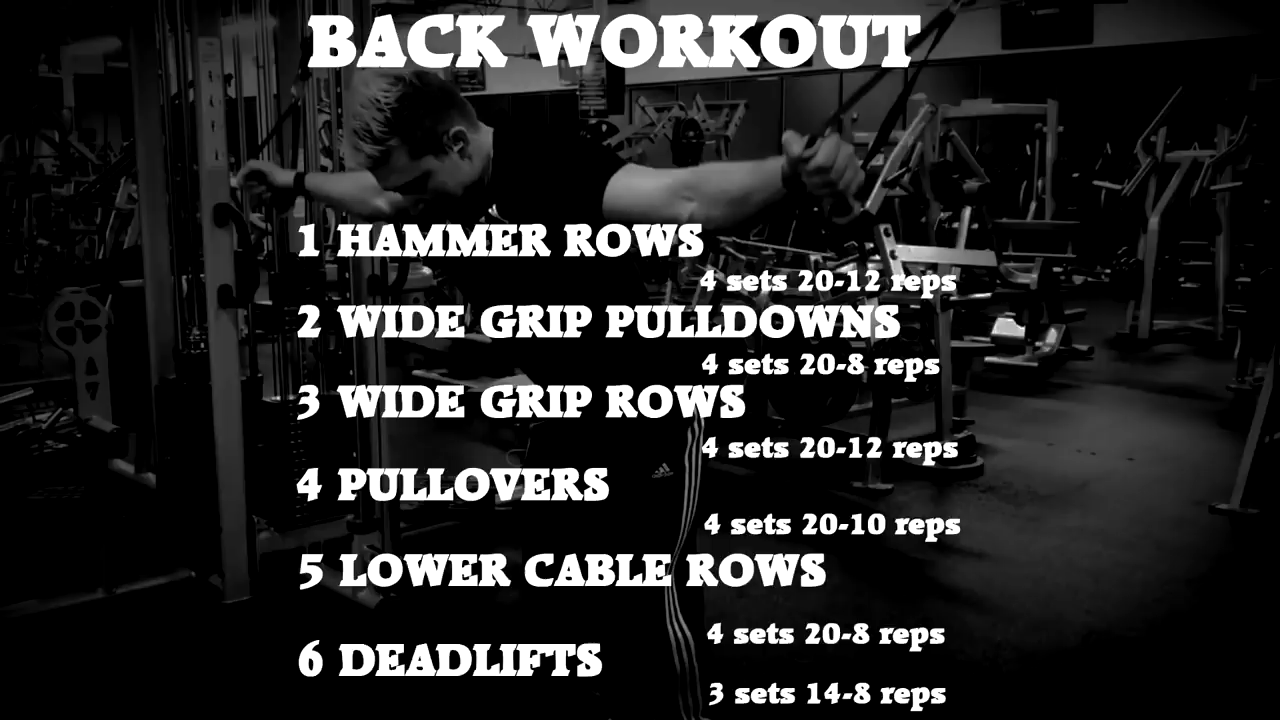 BACK WORKOUT
1 HAMMER ROWS
4 sets 20-12 reps
2 WIDE GRIP PULLDOWNS
4 sets 20-8 reps
3 WIDE GRIP ROWS
4 sets 20-12 reps
4 PULLOVERS
4 sets 20-10 reps
5 LOWER CABLE ROWS
4 sets 20-8 reps
6 DEADLIFTS
3 sets 14-8 reps